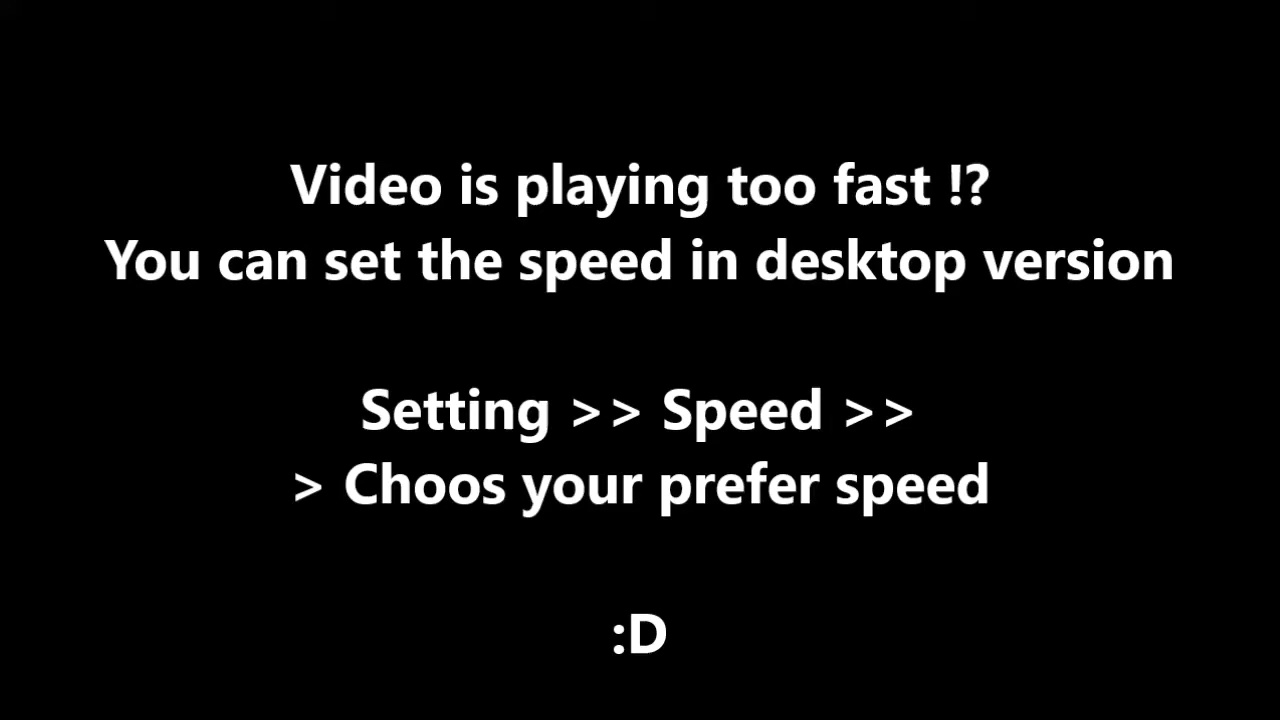 Video is playing too fast !?
You can set the speed in desktop version
Setting >> Speed >>
> Choos your prefer speed
:D